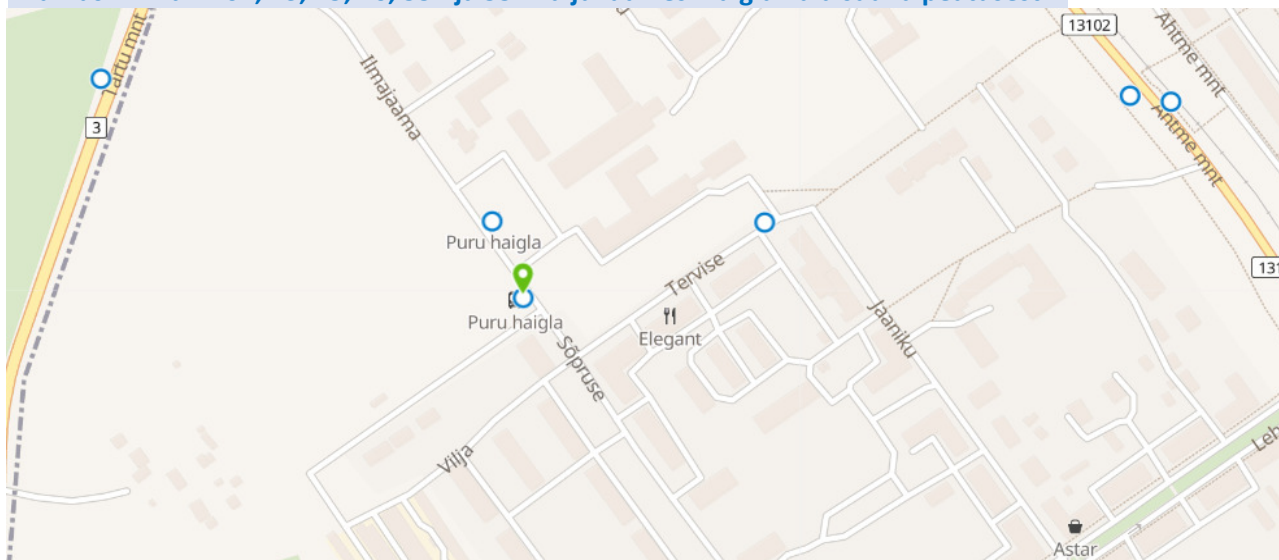 13102
Ahtme mnt
Tartu mnt
Ilmajaama
3
Ahtme mnt
Puru haigla
Tervise
131
Puru haigla
Elegant
Jaaniku
Sõpruse
Vilja
Leh
Astar